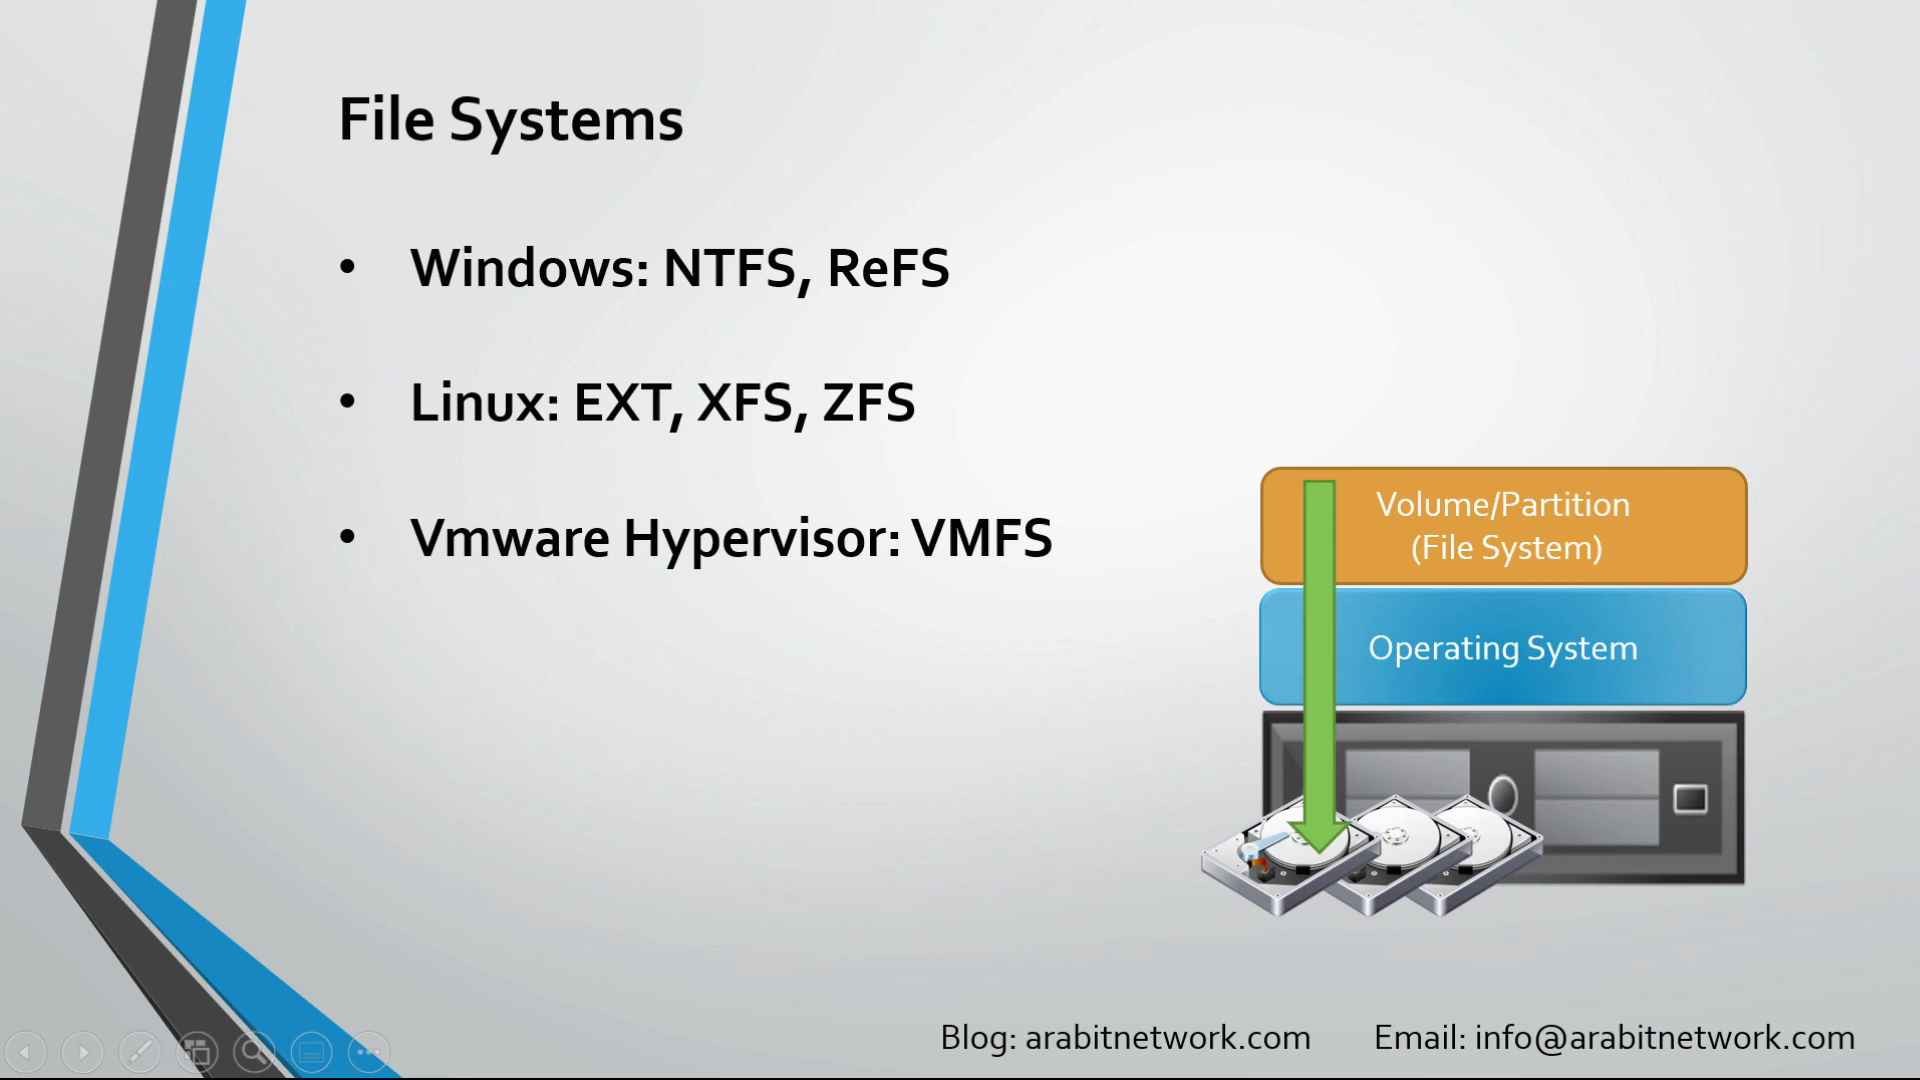 File Systems
• Windows: NTFS, ReFS
• Linux: EXT, XFS, ZFS
• Vmware Hypervisor: VMFS
Volume/Partition
(File System)
Operating System
Blog: arabitnetwork.com Email: info@arabitnetwork.com